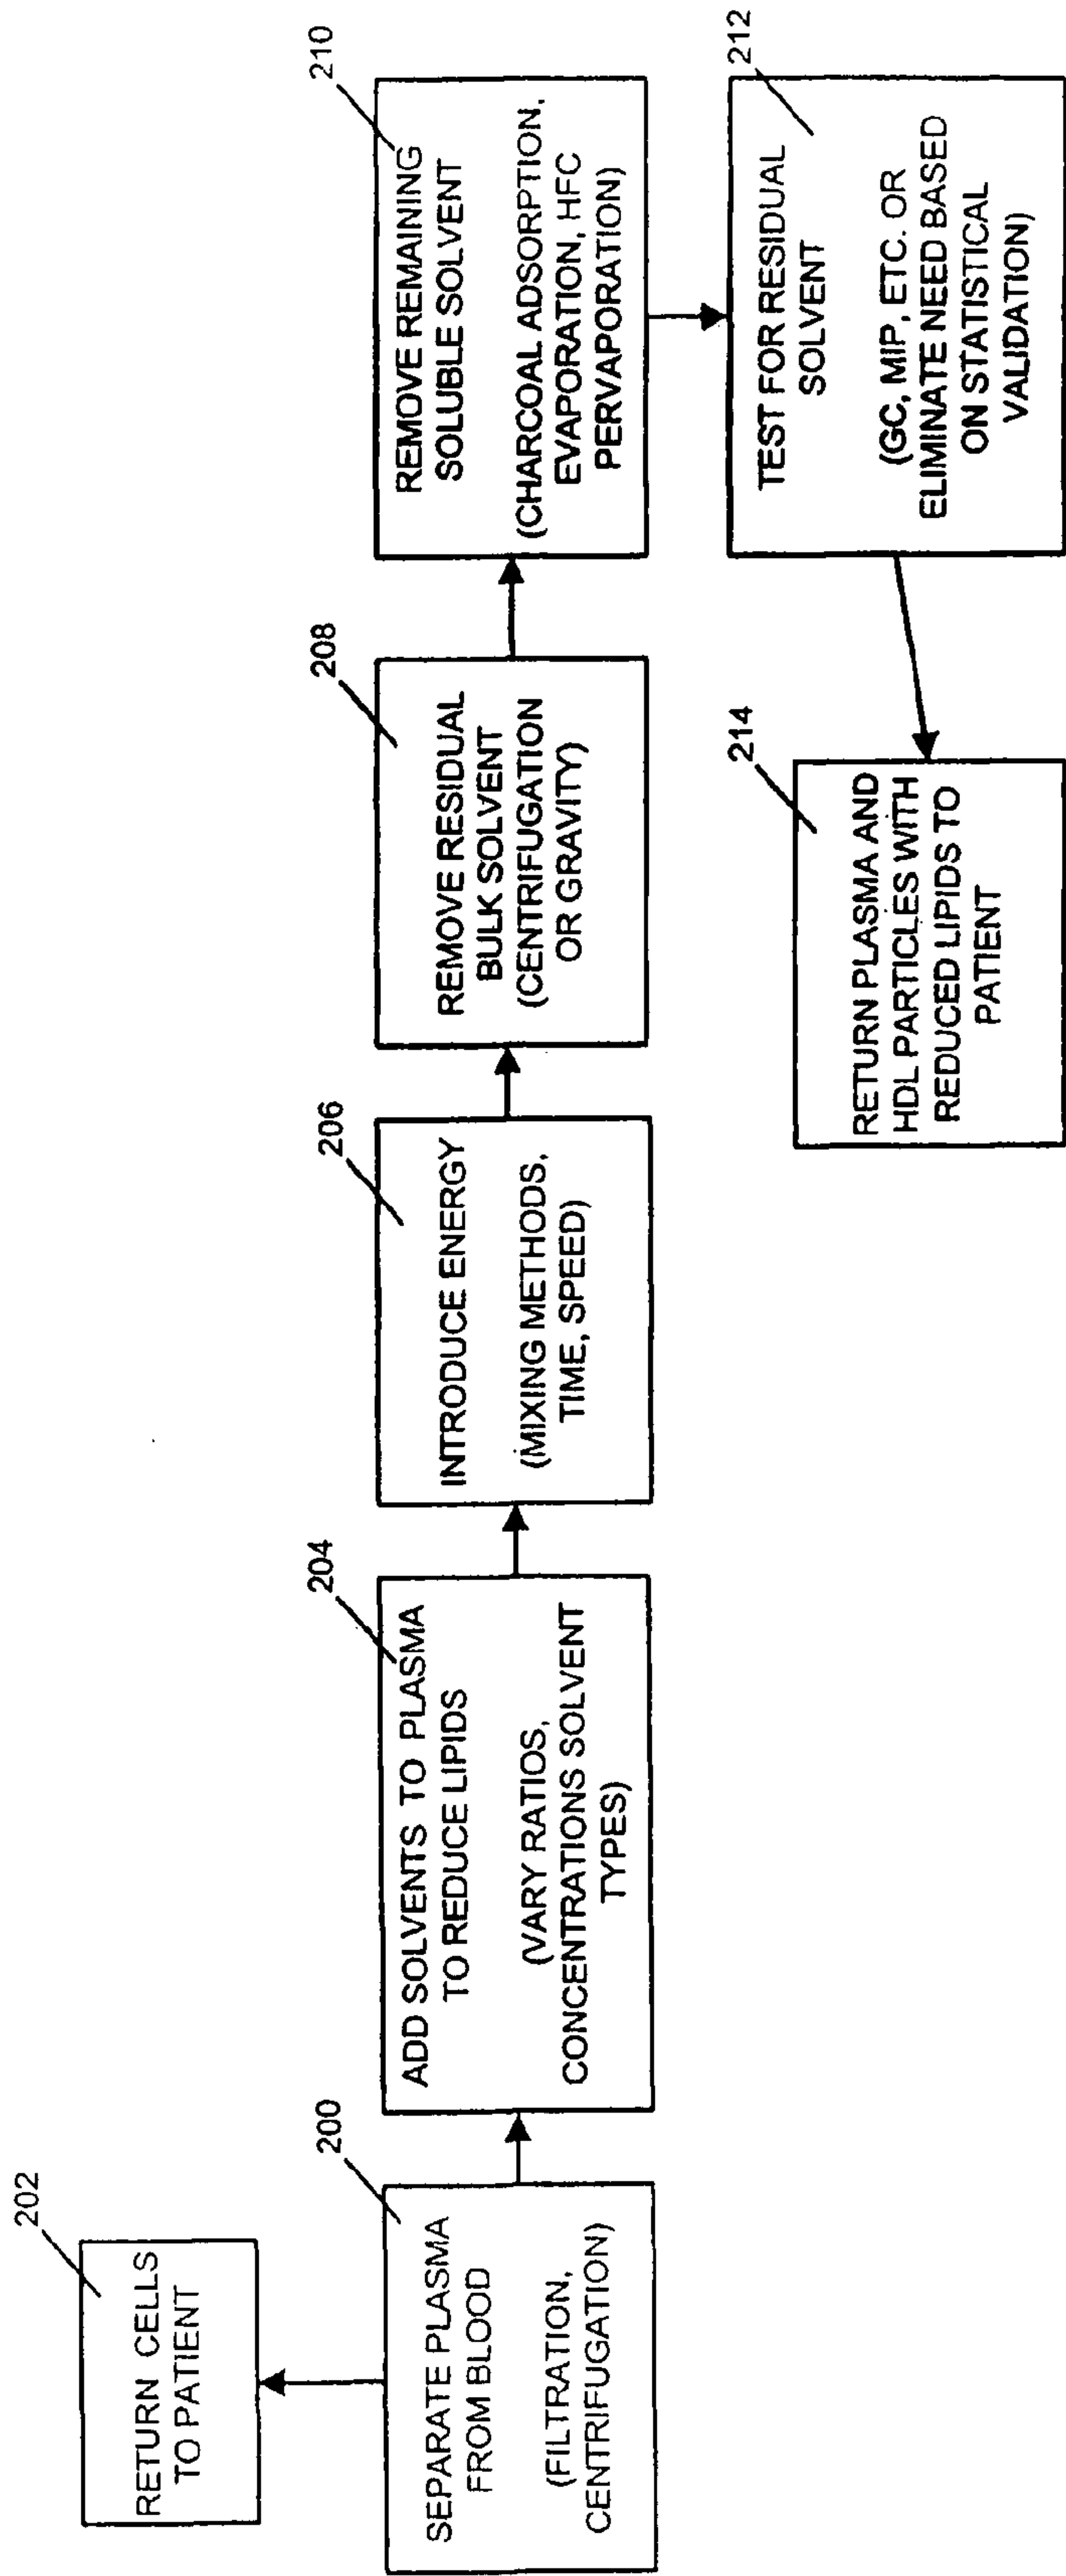 202
RETURN CELLS
TO PATIENT
200
SEPARATE PLASMA
FROM BLOOD
(FILTRATION,
CENTRIFUGATION)
204
ADD SOLVENTS TO PLASMA
TO REDUCE LIPIDS
(VARY RATIOS,
CONCENTRATIONS SOLVENT
TYPES)
206
INTRODUCE ENERGY
(MIXING METHODS,
TIME, SPEED)
208
REMOVE RESIDUAL
BULK SOLVENT
(CENTRIFUGATION
OR GRAVITY)
210
REMOVE REMAINING
SOLUBLE SOLVENT
(CHARCOAL ADSORPTION,
EVAPORATION, HFC
PERVAPORATION)
212
TEST FOR RESIDUAL
SOLVENT
(GC, MIP, ETC. OR
ELIMINATE NEED BASED
ON STATISTICAL
VALIDATION)
214
RETURN PLASMA AND
HDL PARTICLES WITH
REDUCED LIPIDS TO
PATIENT